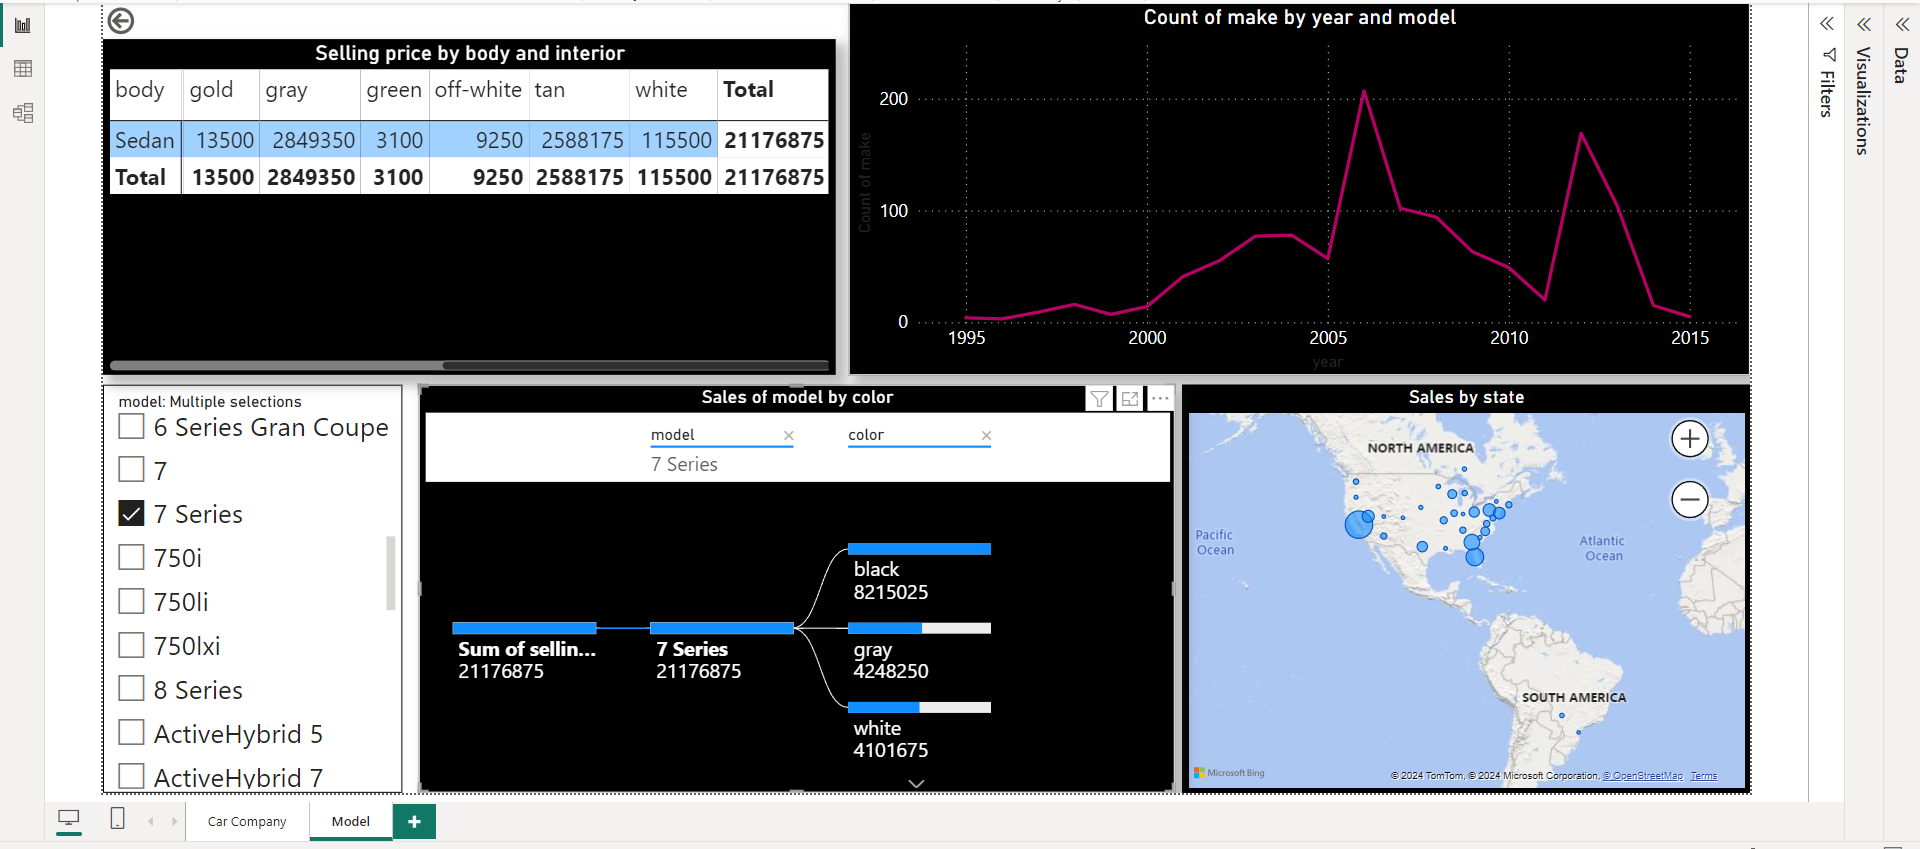 Selling price by body and interior
body gold gray green off-white tan white Total
Sedan 13500 2849350 3100 9250 2588175 115500 21176875
Total 13500 2849350 3100 9250 2588175 115500 21176875
Count of make by year and model
Count of make
200
100
0
1995 2000 2005 2010 2015
year
Filters
Visualizations
Data
model: Multiple selections
6 Series Gran Coupe
7
7 Series
750i
750li
750lxi
8 Series
ActiveHybrid 5
ActiveHybrid 7
Sales of model by color
model color
7 Series
Sum of sellin...
21176875
7 Series
21176875
black
8215025
gray
4248250
white
4101675
Sales by state
NORTH AMERICA
Pacific
Ocean
Atlantic
Ocean
SOUTH AMERICA
Microsoft Bing
© 2024 TomTom, © 2024 Microsoft Corporation, © OpenStreetMap Terms
Car Company
Model